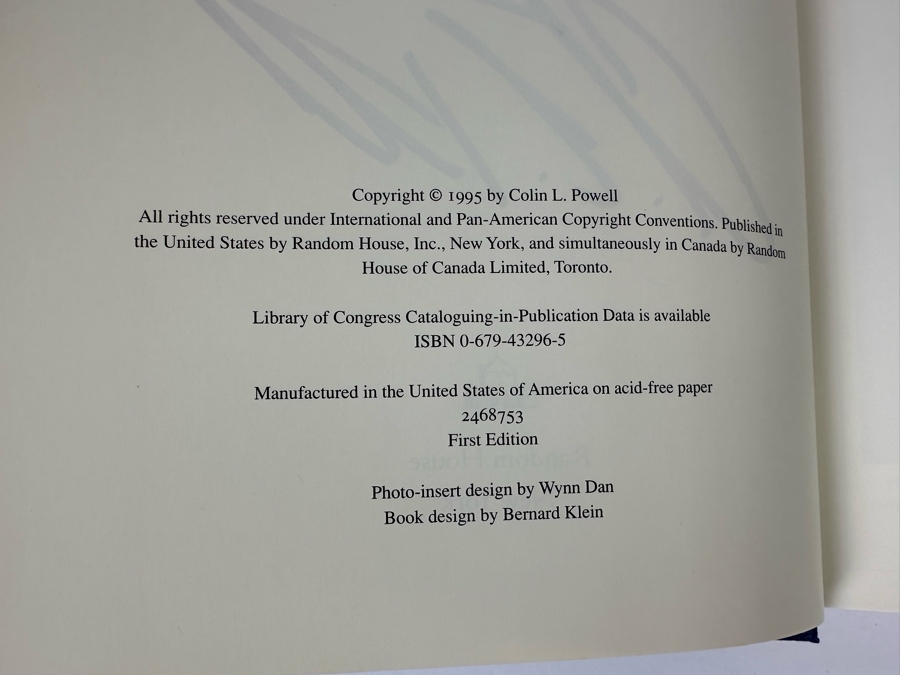 Copyright © 1995 by Colin L. Powell
All rights reserved under International and Pan-American Copyright Conventions. Published in
the United States by Random House, Inc., New York, and simultaneously in Canada by Random
House of Canada Limited, Toronto.
Library of Congress Cataloguing-in-Publication Data is available
ISBN 0-679-43296-5
Manufactured in the United States of America on acid-free paper
2468753
First Edition
Random House
Photo-insert design by Wynn Dan
Book design by Bernard Klein